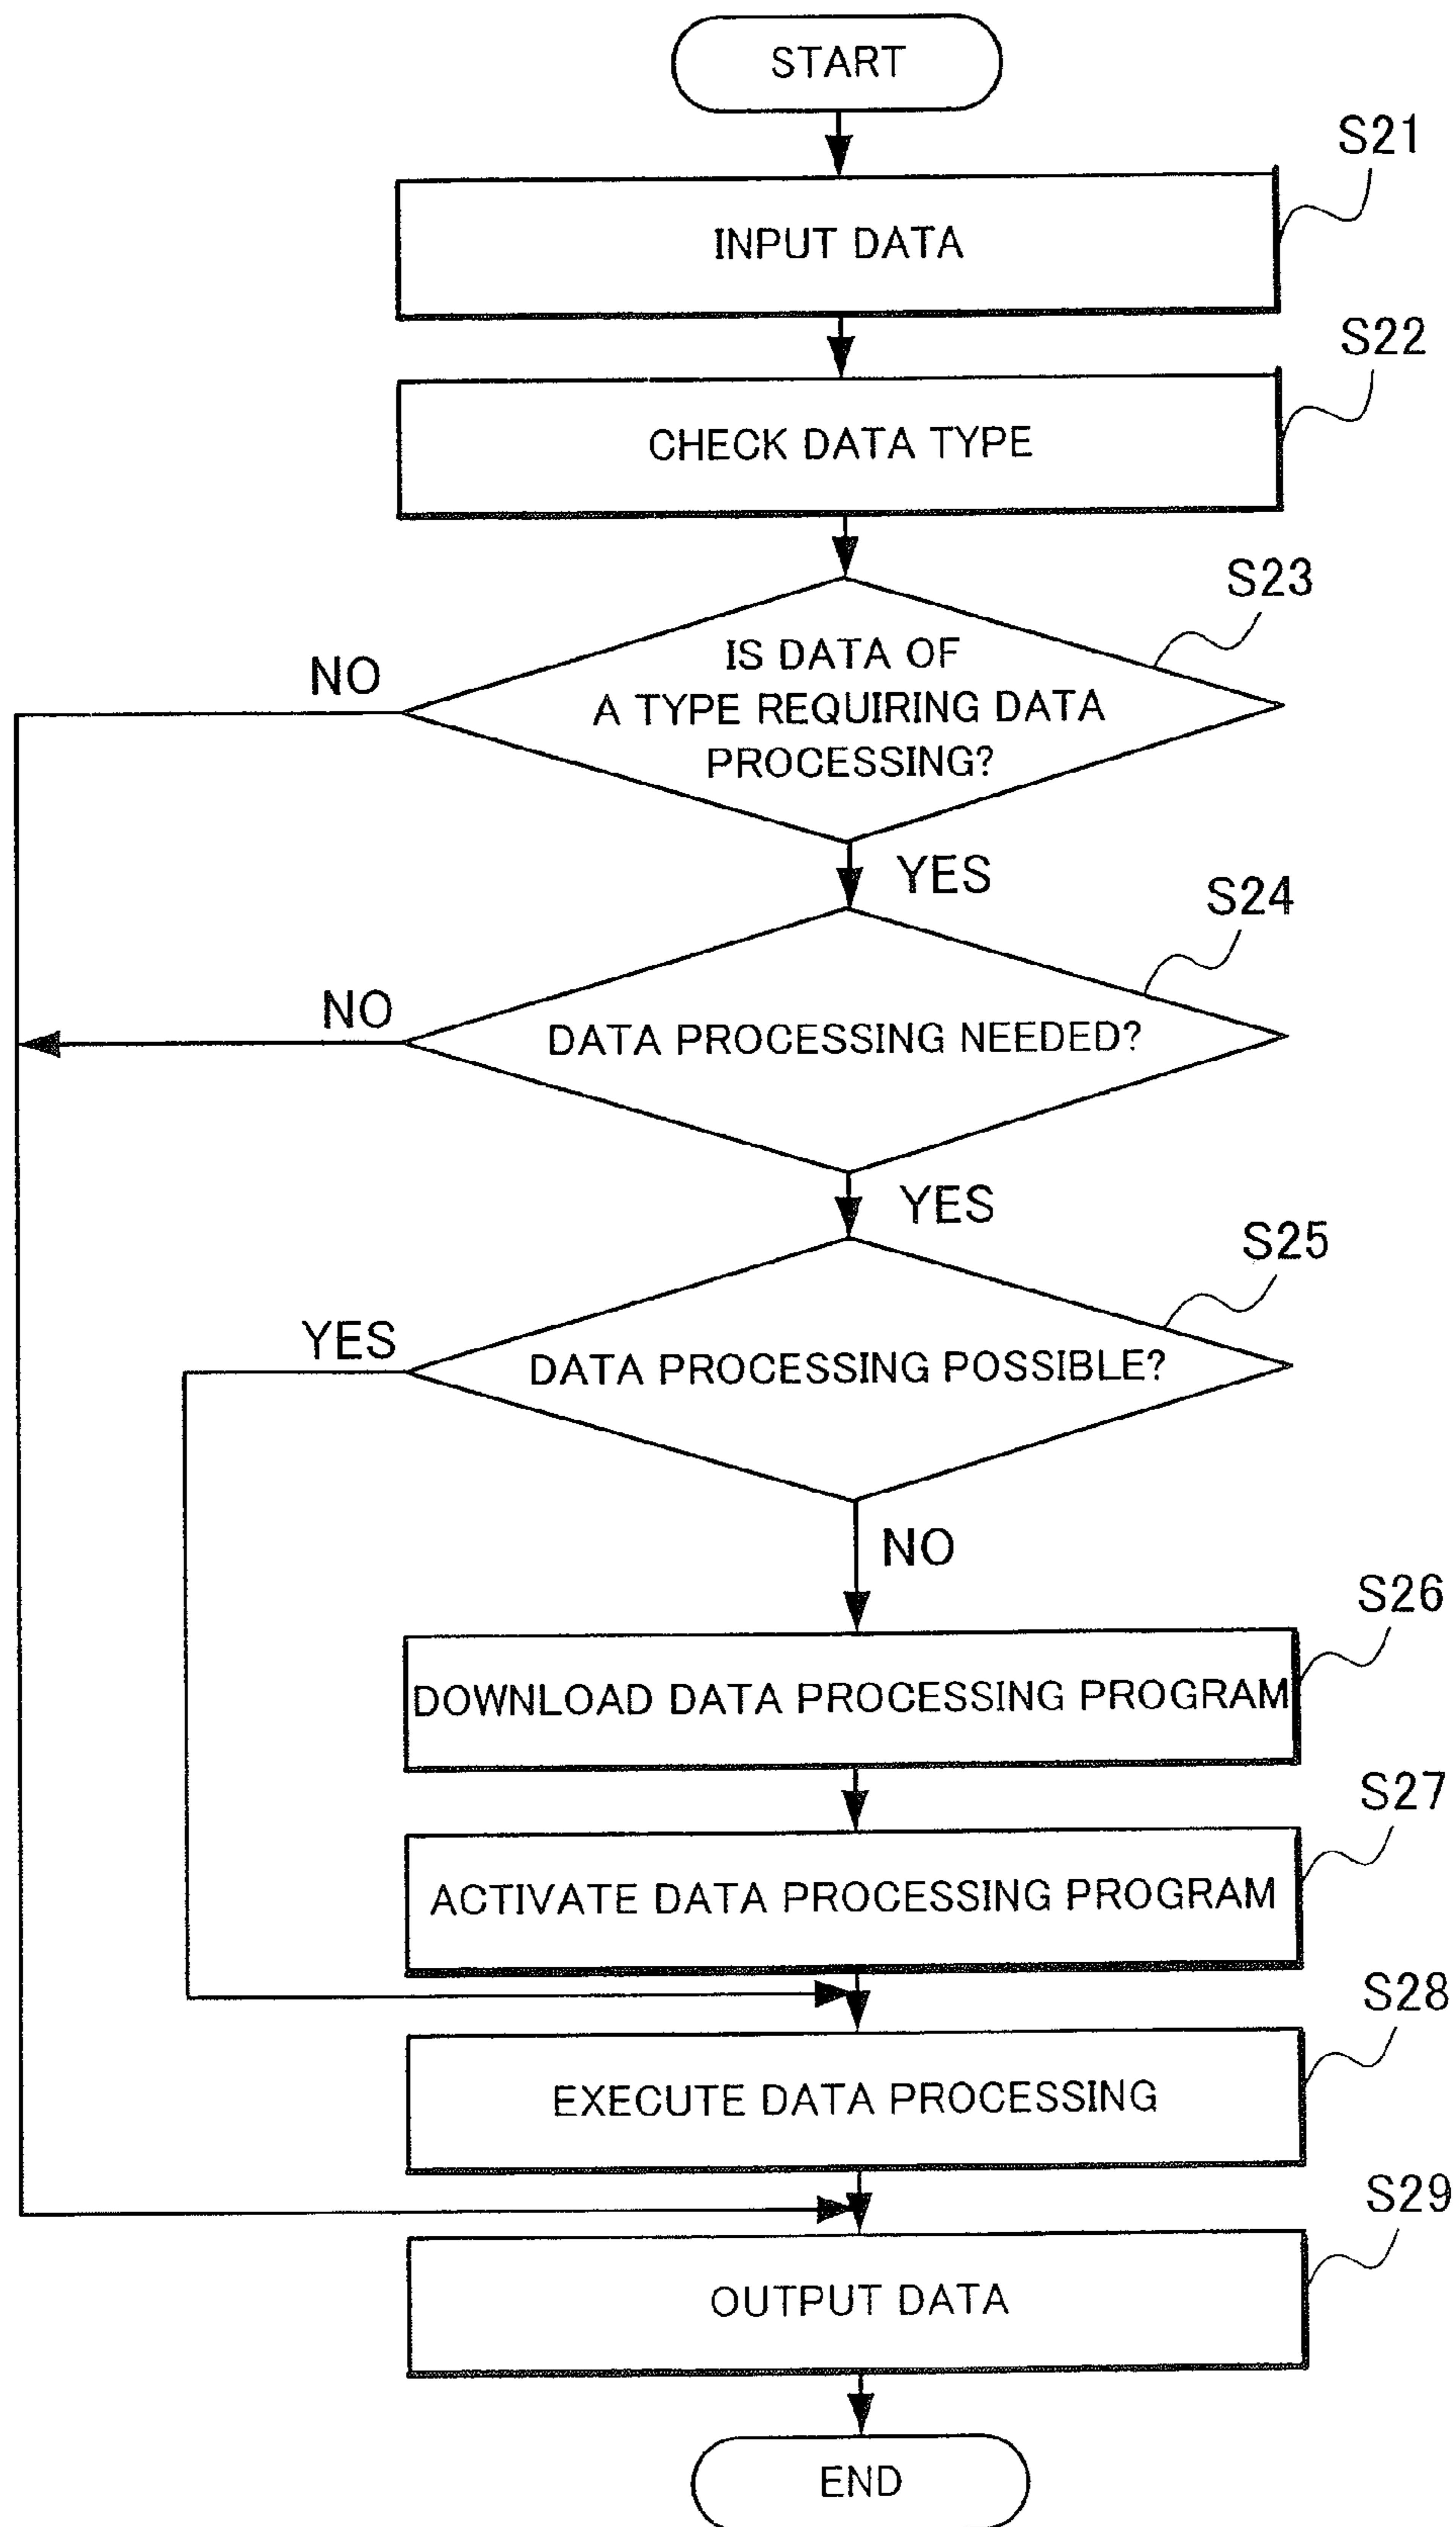 START
S21
INPUT DATA
S22
CHECK DATA TYPE
S23
IS DATA OF
A TYPE REQUIRING DATA
PROCESSING?
NO
YES
S24
DATA PROCESSING NEEDED?
NO
YES
S25
DATA PROCESSING POSSIBLE?
YES
NO
S26
DOWNLOAD DATA PROCESSING PROGRAM
S27
ACTIVATE DATA PROCESSING PROGRAM
S28
EXECUTE DATA PROCESSING
S29
OUTPUT DATA
END